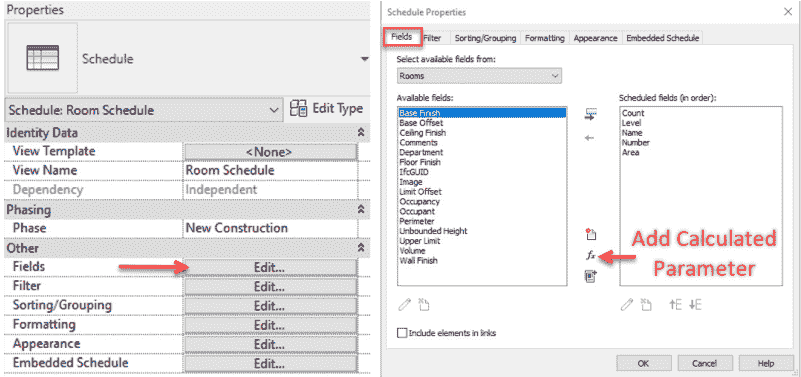 Properties
Schedule
Schedule: Room Schedule
Edit Type
Identity Data
View Template <None>
View Name Room Schedule
Dependency Independent
Phasing
Phase New Construction
Other
Fields Edit...
Filter Edit...
Sorting/Grouping Edit...
Formatting Edit...
Appearance Edit...
Embedded Schedule Edit...
Schedule Properties
Fields Filter Sorting/Grouping Formatting Appearance Embedded Schedule
Select available fields from:
Rooms
Available fields:
Base Finish
Base Offset
Ceiling Finish
Comments
Department
Floor Finish
IfcGUID
Image
Limit Offset
Occupancy
Occupant
Perimeter
Unbounded Height
Upper Limit
Volume
Wall Finish
Scheduled fields (in order):
Count
Level
Name
Number
Area
fx
Add Calculated
Parameter
Include elements in links
OK Cancel Help